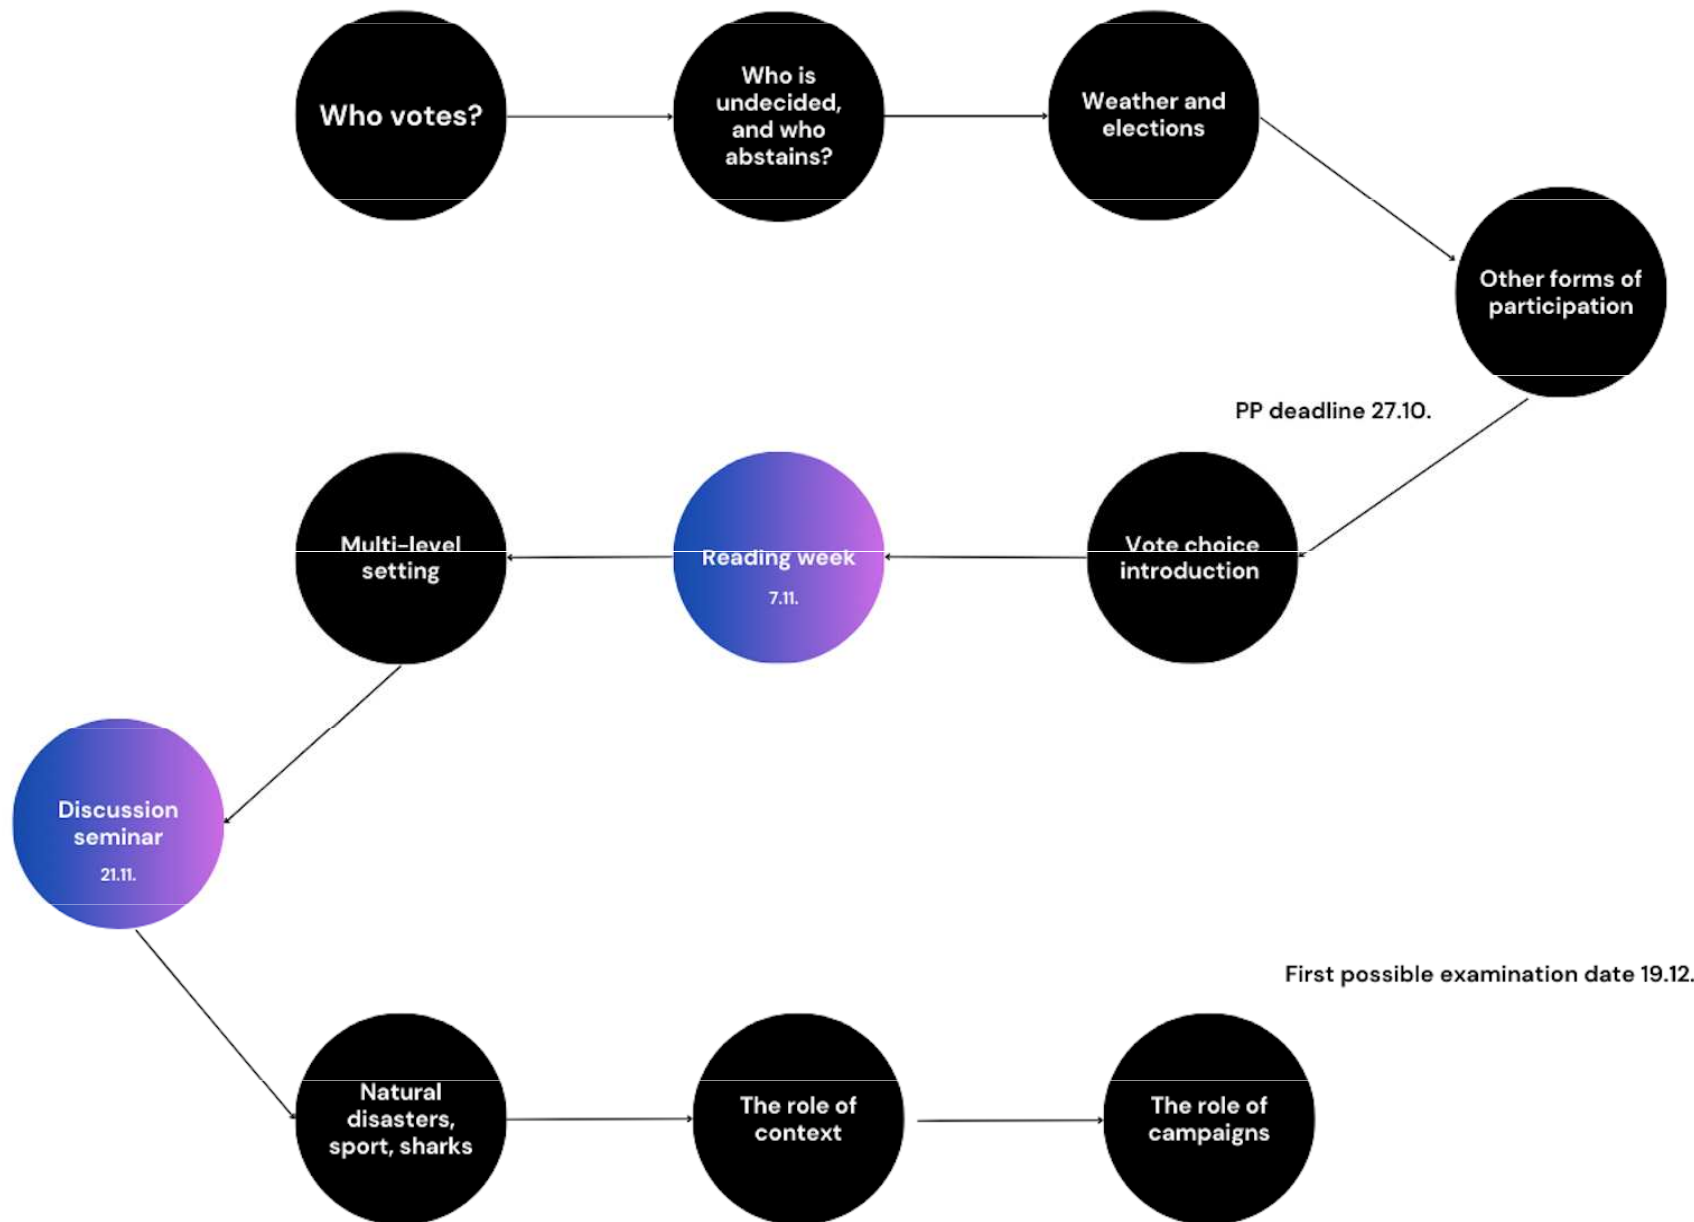 Who votes?
Who is
undecided,
and who
abstains?
Weather and
elections
Other forms of
participation
PP deadline 27.10.
Vote choice
introduction
Reading week
7.11.
Multi-level
setting
Discussion
seminar
21.11.
First possible examination date 19.12.
Natural
disasters,
sport, sharks
The role of
context
The role of
campaigns